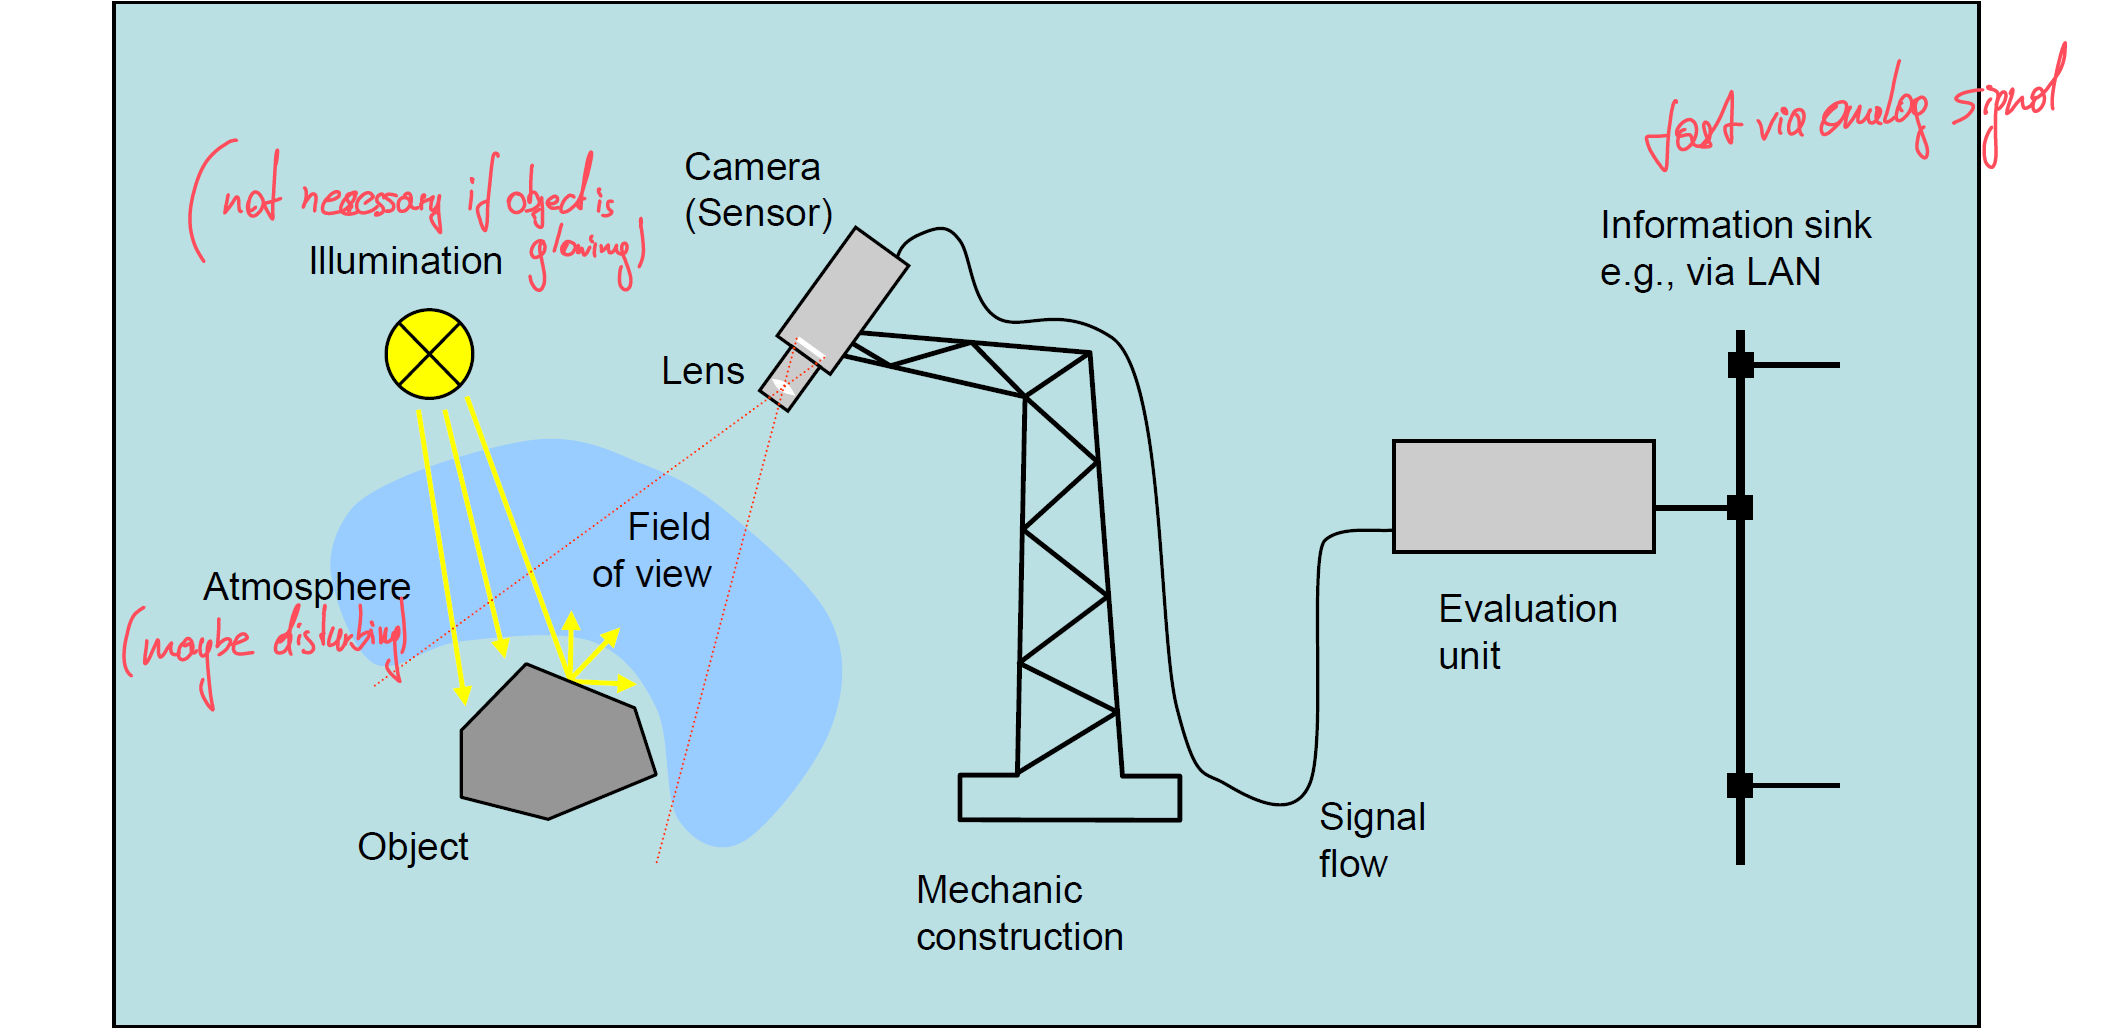 fast via analog signal
(not necessary if object is
glowing)
Camera
(Sensor)
Illumination
Information sink
e.g., via LAN
Lens
Field
of view
Atmosphere
(maybe disturbing)
Evaluation
unit
Object
Signal
flow
Mechanic
construction